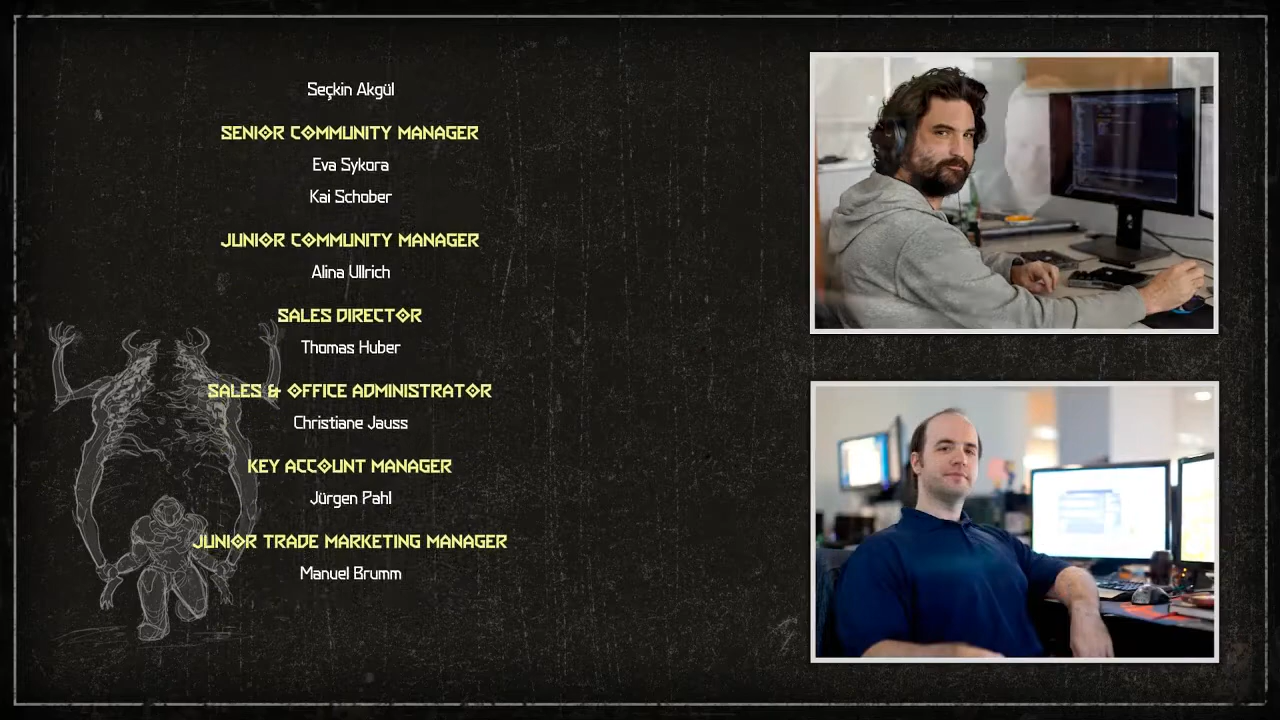 Seçkin Akgül
SENIOR COMMUNITY MANAGER
Eva Sykora
Kai Schober
JUNIOR COMMUNITY MANAGER
Alina Ullrich
SALES DIRECTOR
Thomas Huber
SALES & OFFICE ADMINISTRATOR
Christiane Jauss
KEY ACCOUNT MANAGER
Jürgen Pahl
JUNIOR TRADE MARKETING MANAGER
Manuel Brumm